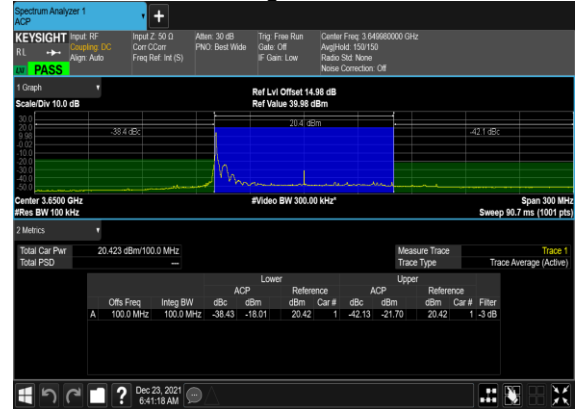 Spectrum Analyzer 1
ACP
+
KEYSIGHT Input: RF Input Z: 50 Ω Atten: 30 dB Trig: Free Run Center Freq: 3.649980000 GHz
RL Coupling: DC Corr CCorr PNO: Best Wide Gate: Off Avg|Hold: 150/150
Align: Auto Freq Ref: Int (S) IF Gain: Low Radio Std: None
PASS Noise Correction: Off
1 Graph Ref Lvl Offset 14.98 dB
Scale/Div 10.0 dB Ref Value 39.98 dBm
30.0
20.0 20.4 dBm
9.98 -38.4 dBc -42.1 dBc
-0.02
-10.0
-20.0
-30.0
-40.0
-50.0
Center 3.6500 GHz #Video BW 300.00 kHz* Span 300 MHz
#Res BW 100 kHz Sweep 90.7 ms (1001 pts)
2 Metrics
Total Car Pwr 20.423 dBm/100.0 MHz Measure Trace Trace 1
Total PSD --- Trace Type Trace Average (Active)
Lower Upper
ACP Reference ACP Reference
Offs Freq Integ BW dBc dBm dBm Car # dBc dBm dBm Car # Filter
A 100.0 MHz 100.0 MHz -38.43 -18.01 20.42 1 -42.13 -21.70 20.42 1 -3 dB
? Dec 23, 2021
6:41:18 AM